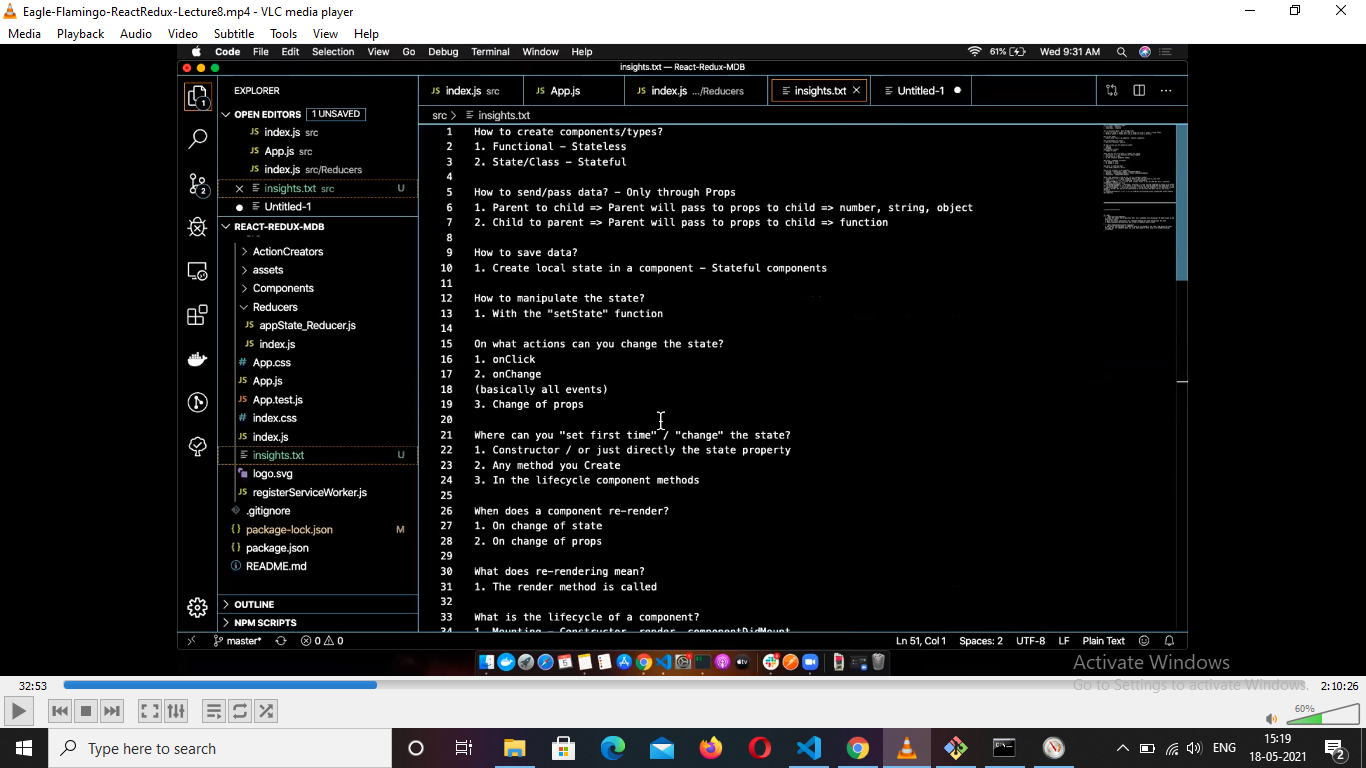 Eagle-Flamingo-ReactRedux-Lecture8.mp4 - VLC media player
Media Playback Audio Video Subtitle Tools View Help
Code File Edit Selection View Go Debug Terminal Window Help
61% Wed 9:31 AM
insights.txt — React-Redux-MDB
EXPLORER
OPEN EDITORS 1 UNSAVED
JS index.js src
JS App.js src
JS index.js src/Reducers
insights.txt src U
Untitled-1
REACT-REDUX-MDB
ActionCreators
assets
Components
Reducers
JS appState_Reducer.js
JS index.js
# App.css
JS App.js
JS App.test.js
# index.css
JS index.js
insights.txt U
logo.svg
JS registerServiceWorker.js
.gitignore
{} package-lock.json M
{} package.json
README.md
OUTLINE
NPM SCRIPTS
JS index.js src JS App.js JS index.js .../Reducers insights.txt Untitled-1
src > insights.txt
1 How to create components/types?
2 1. Functional – Stateless
3 2. State/Class – Stateful
4
5 How to send/pass data? – Only through Props
6 1. Parent to child => Parent will pass to props to child => number, string, object
7 2. Child to parent => Parent will pass to props to child => function
8
9 How to save data?
10 1. Create local state in a component – Stateful components
11
12 How to manipulate the state?
13 1. With the "setState" function
14
15 On what actions can you change the state?
16 1. onClick
17 2. onChange
18 (basically all events)
19 3. Change of props
20
21 Where can you "set first time" / "change" the state?
22 1. Constructor / or just directly the state property
23 2. Any method you Create
24 3. In the lifecycle component methods
25
26 When does a component re-render?
27 1. On change of state
28 2. On change of props
29
30 What does re-rendering mean?
31 1. The render method is called
32
33 What is the lifecycle of a component?
34 1. Mounting – Constructor, render, componentDidMount
master* 0 0 Ln 51, Col 1 Spaces: 2 UTF-8 LF Plain Text
Activate Windows
Go to Settings to activate Windows.
32:53 2:10:26
60%
Type here to search
ENG
15:19
18-05-2021
2